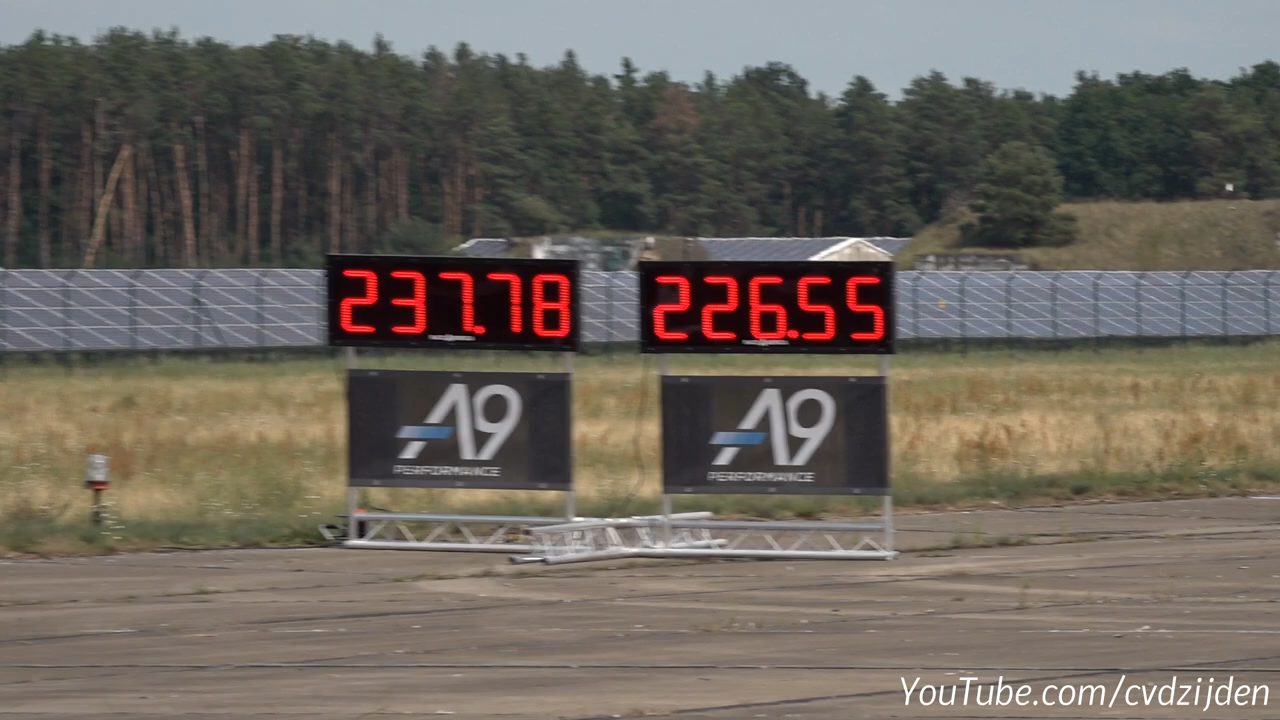 237.78
226.55
A9
PERFORMANCE
A9
PERFORMANCE
YouTube.com/cvdzijden